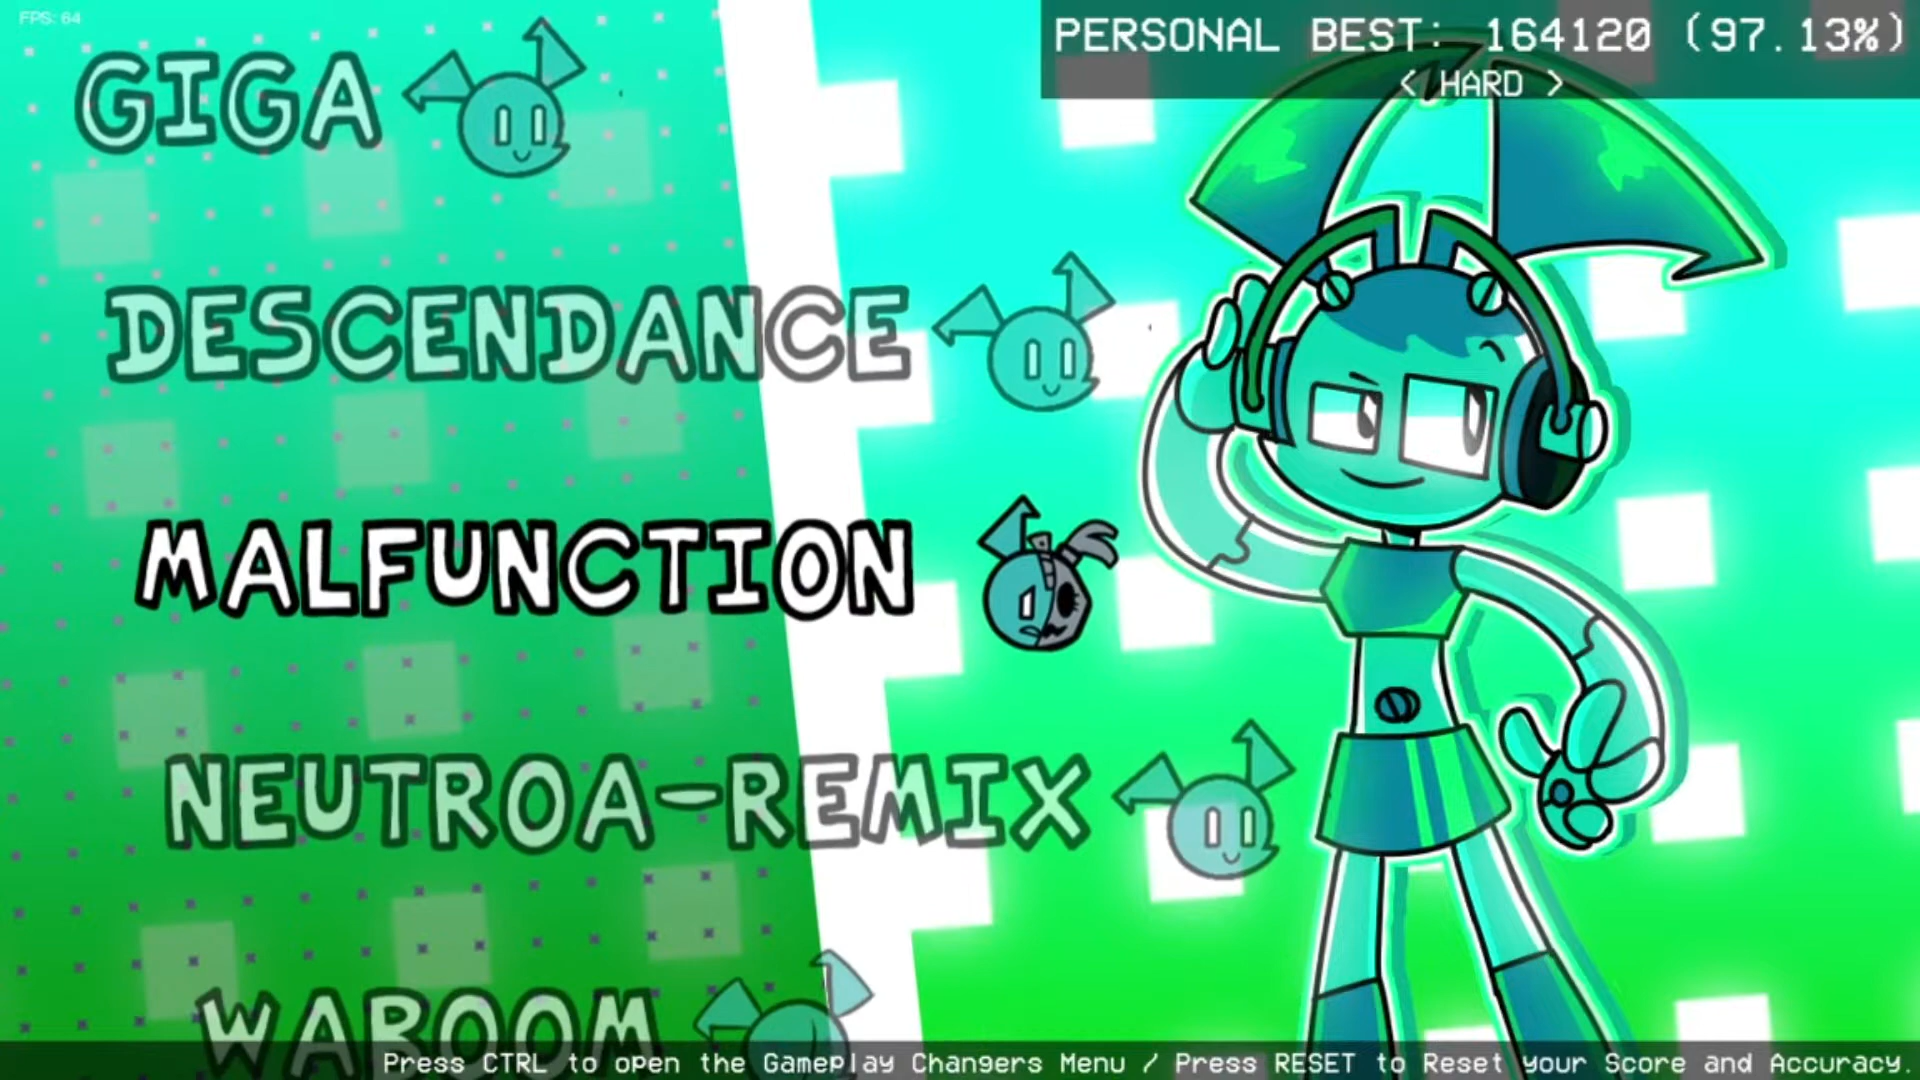 FPS: 64
PERSONAL BEST: 164120 (97.13%)
< HARD >
GIGA
DESCENDANCE
MALFUNCTION
NEUTROA-REMIX
WABOOM
Press CTRL to open the Gameplay Changers Menu / Press RESET to Reset your Score and Accuracy.